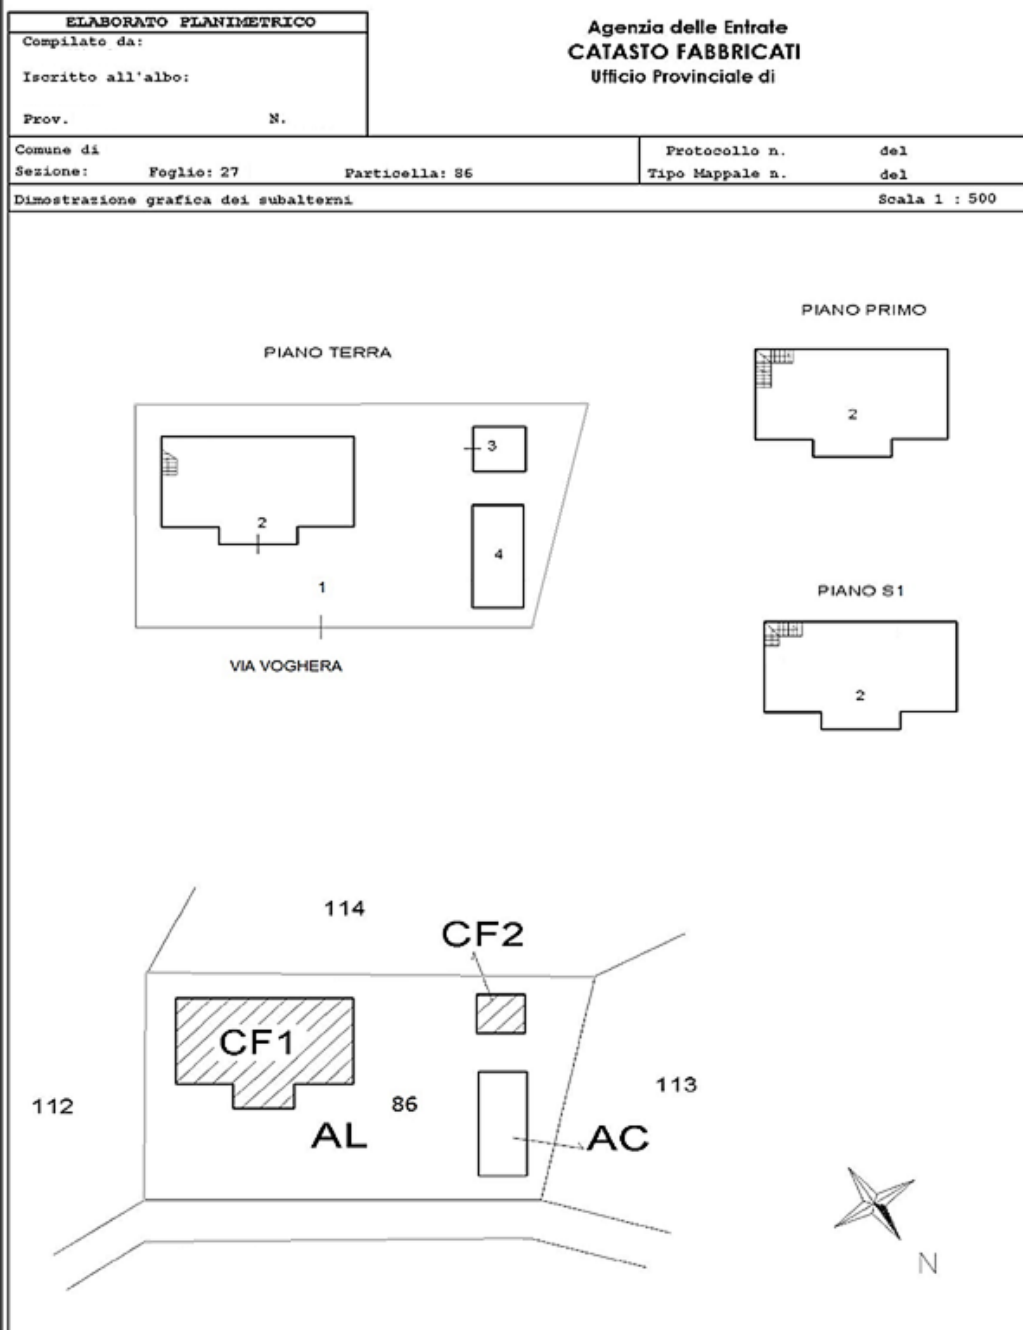 ELABORATO PLANIMETRICO
Compilato da:
Iscritto all'albo:
Prov. N.
Agenzia delle Entrate
CATASTO FABBRICATI
Ufficio Provinciale di
Comune di
Sezione: Foglio: 27 Particella: 86
Protocollo n. del
Tipo Mappale n. del
Dimostrazione grafica dei subalterni Scala 1 : 500
PIANO PRIMO
2
PIANO TERRA
3
2
4
1
VIA VOGHERA
PIANO S1
2
114
CF2
CF1
112
86
113
AL
AC
N